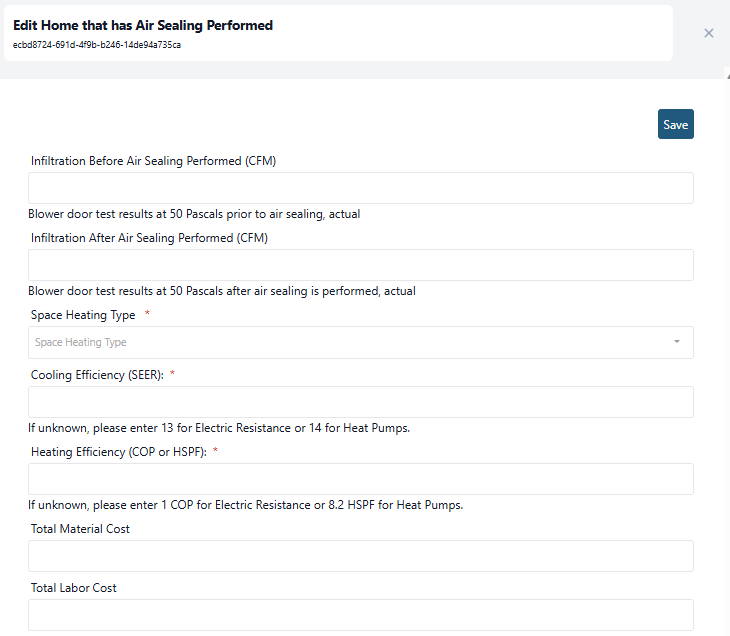 Edit Home that has Air Sealing Performed
ecbd8724-691d-4f9b-b246-14de94a735ca
Save
Infiltration Before Air Sealing Performed (CFM)
Blower door test results at 50 Pascals prior to air sealing, actual
Infiltration After Air Sealing Performed (CFM)
Blower door test results at 50 Pascals after air sealing is performed, actual
Space Heating Type *
Space Heating Type
Cooling Efficiency (SEER): *
If unknown, please enter 13 for Electric Resistance or 14 for Heat Pumps.
Heating Efficiency (COP or HSPF): *
If unknown, please enter 1 COP for Electric Resistance or 8.2 HSPF for Heat Pumps.
Total Material Cost
Total Labor Cost